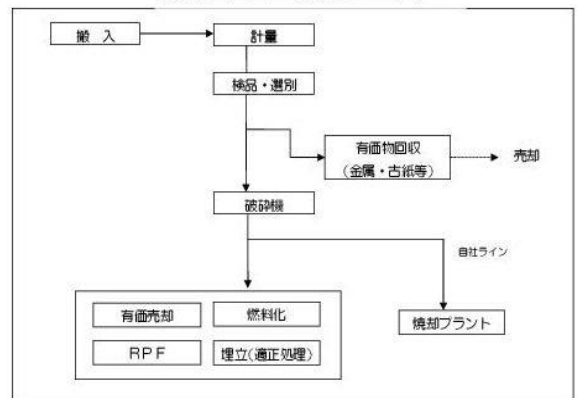 搬 入
計量
検品・選別
有価物回収
(金属・古紙等)
売却
破砕機
自社ライン
有価売却
燃料化
焼却プラント
RPF
埋立(適正処理)